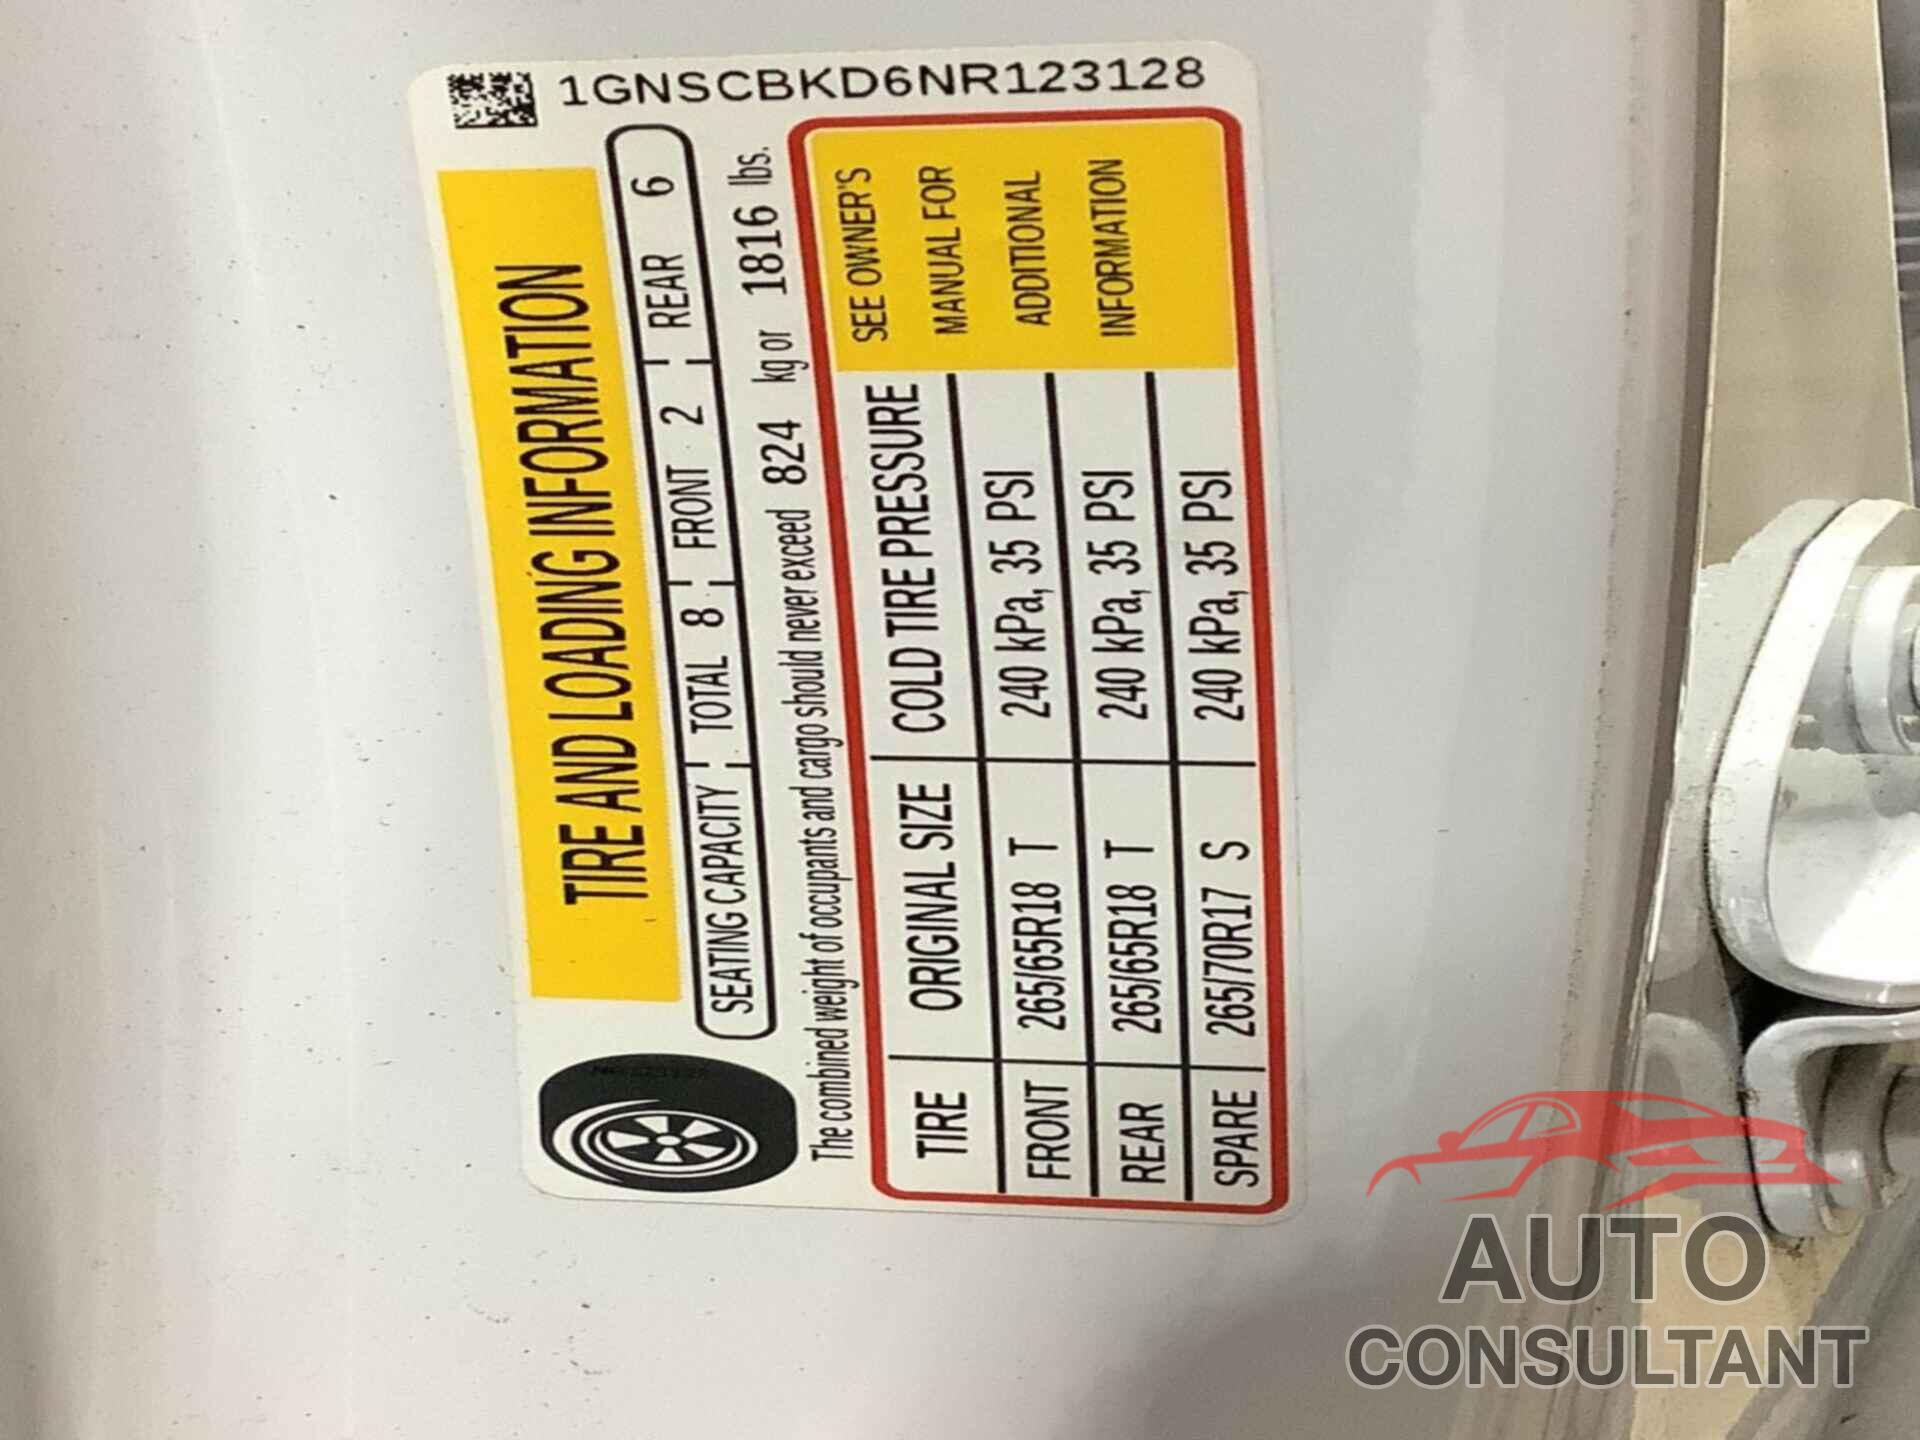 1GNSCBKD6NR123128
TIRE AND LOADING INFORMATION
SEATING CAPACITY TOTAL 8 FRONT 2 REAR 6
The combined weight of occupants and cargo should never exceed 824 kg or 1816 lbs.
TIRE ORIGINAL SIZE COLD TIRE PRESSURE
FRONT 265/65R18 T 240 kPa, 35 PSI
REAR 265/65R18 T 240 kPa, 35 PSI
SPARE 265/70R17 S 240 kPa, 35 PSI
SEE OWNER'S
MANUAL FOR
ADDITIONAL
INFORMATION
AUTO
CONSULTANT